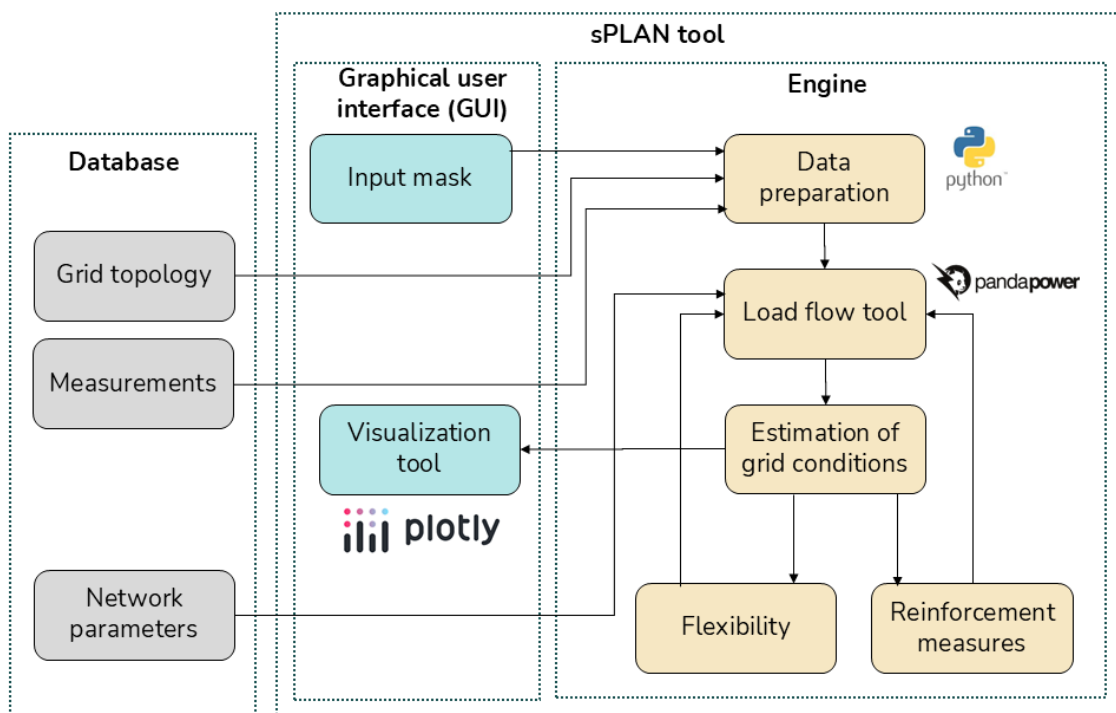 sPLAN tool
Graphical user
interface (GUI)
Engine
Database
Input mask
Data
preparation
python™
Grid topology
Load flow tool
pandapower
Measurements
Visualization
tool
Estimation of
grid conditions
plotly
Network
parameters
Flexibility
Reinforcement
measures